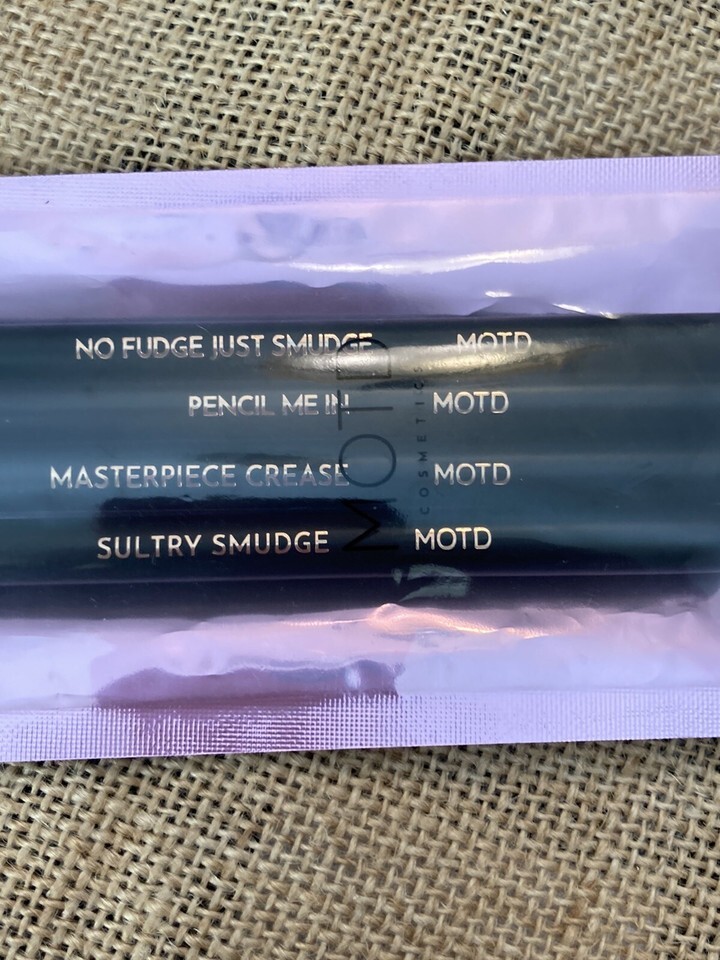 NO FUDGE JUST SMUDGE MOTD
PENCIL ME IN MOTD
MASTERPIECE CREASE MOTD
SULTRY SMUDGE MOTD
MOTD
COSMETICS